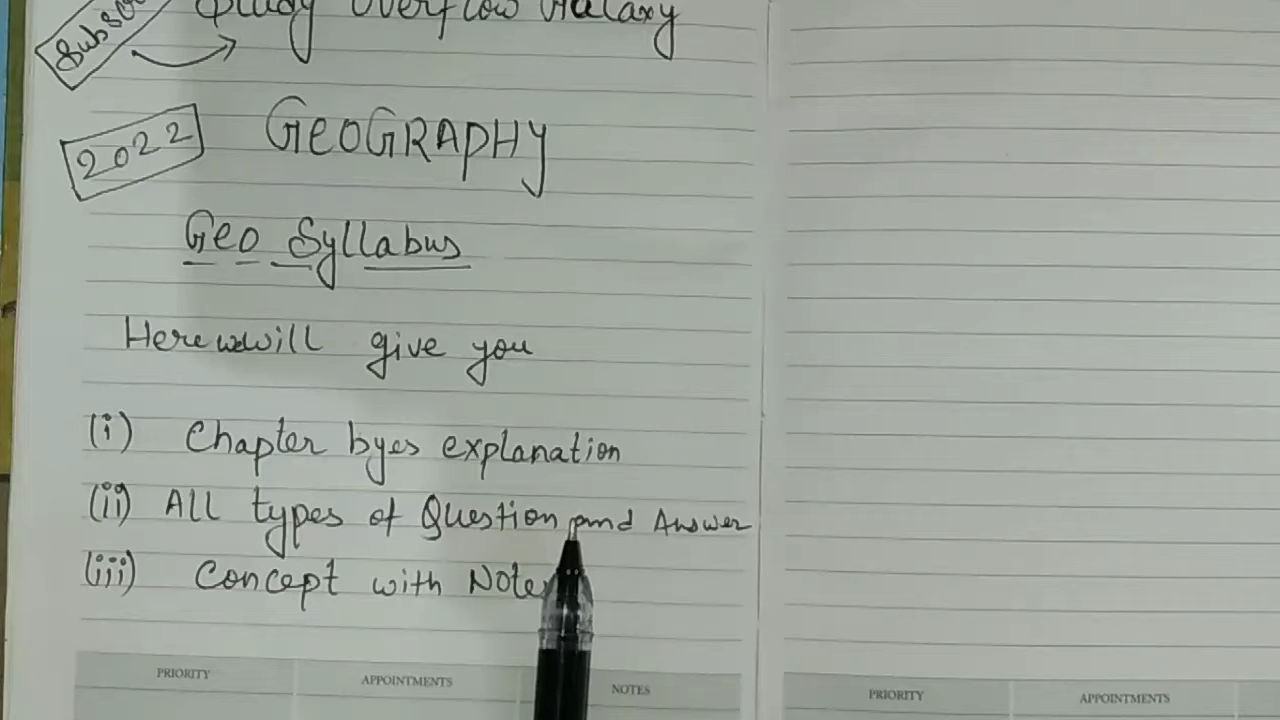 Study Overflow Galaxy
2022 GEOGRAPHY
Geo Syllabus
Here will give you
(i) Chapter byes explanation
(ii) All types of Question and Answer
(iii) Concept with Note
PRIORITY APPOINTMENTS NOTES
PRIORITY APPOINTMENTS